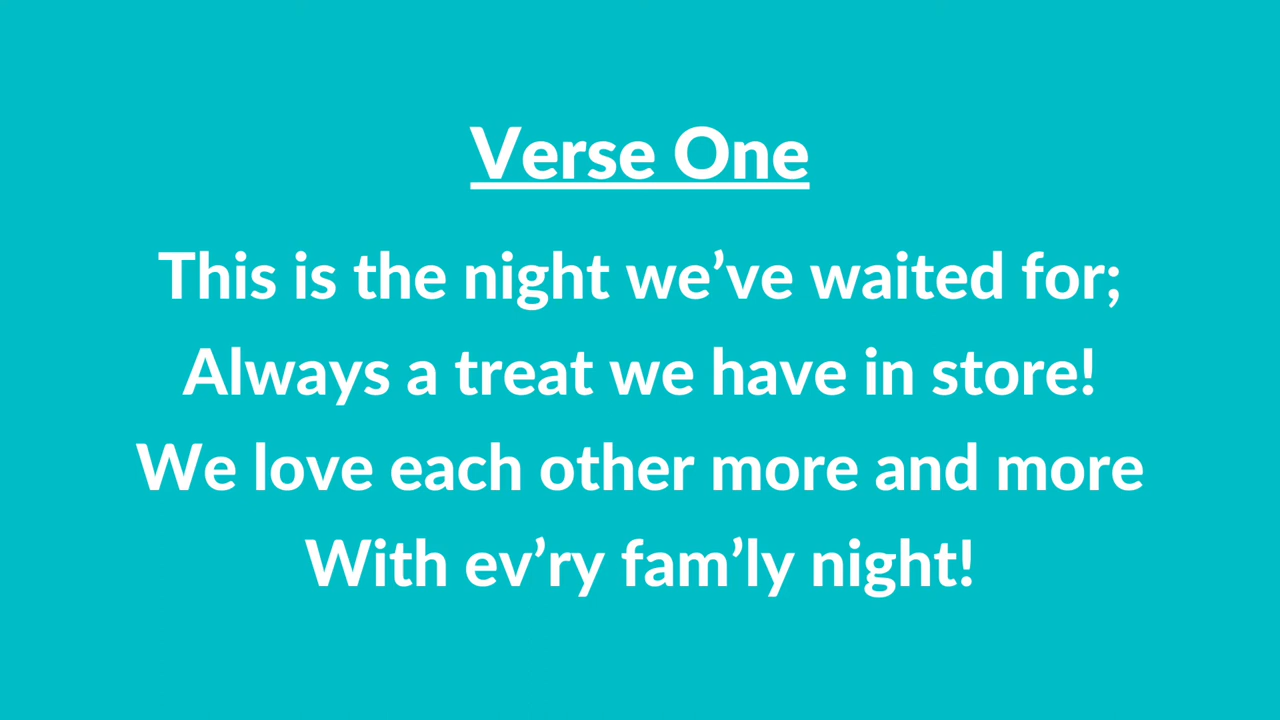 Verse One
This is the night we’ve waited for;
Always a treat we have in store!
We love each other more and more
With ev’ry fam’ly night!